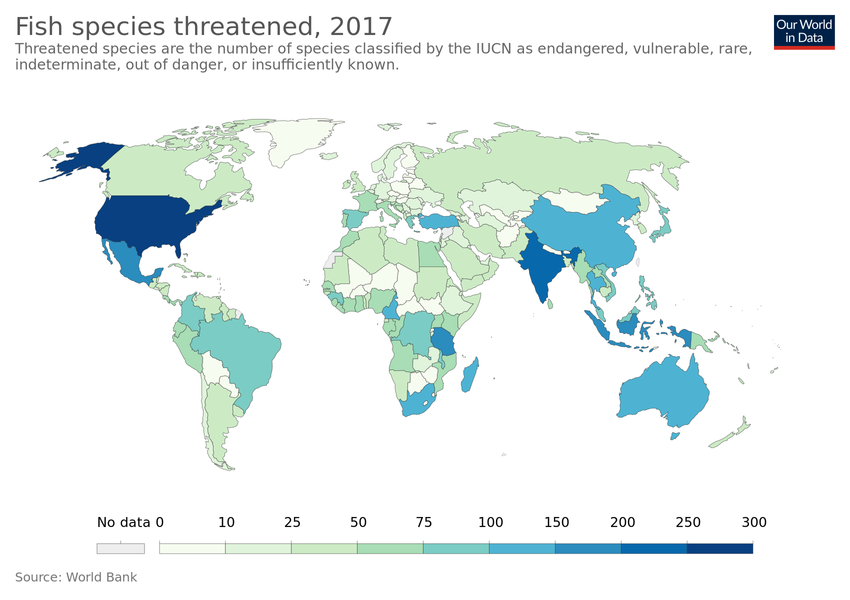 Fish species threatened, 2017
Our World
in Data
Threatened species are the number of species classified by the IUCN as endangered, vulnerable, rare,
indeterminate, out of danger, or insufficiently known.
No data 0 10 25 50 75 100 150 200 250 300
Source: World Bank